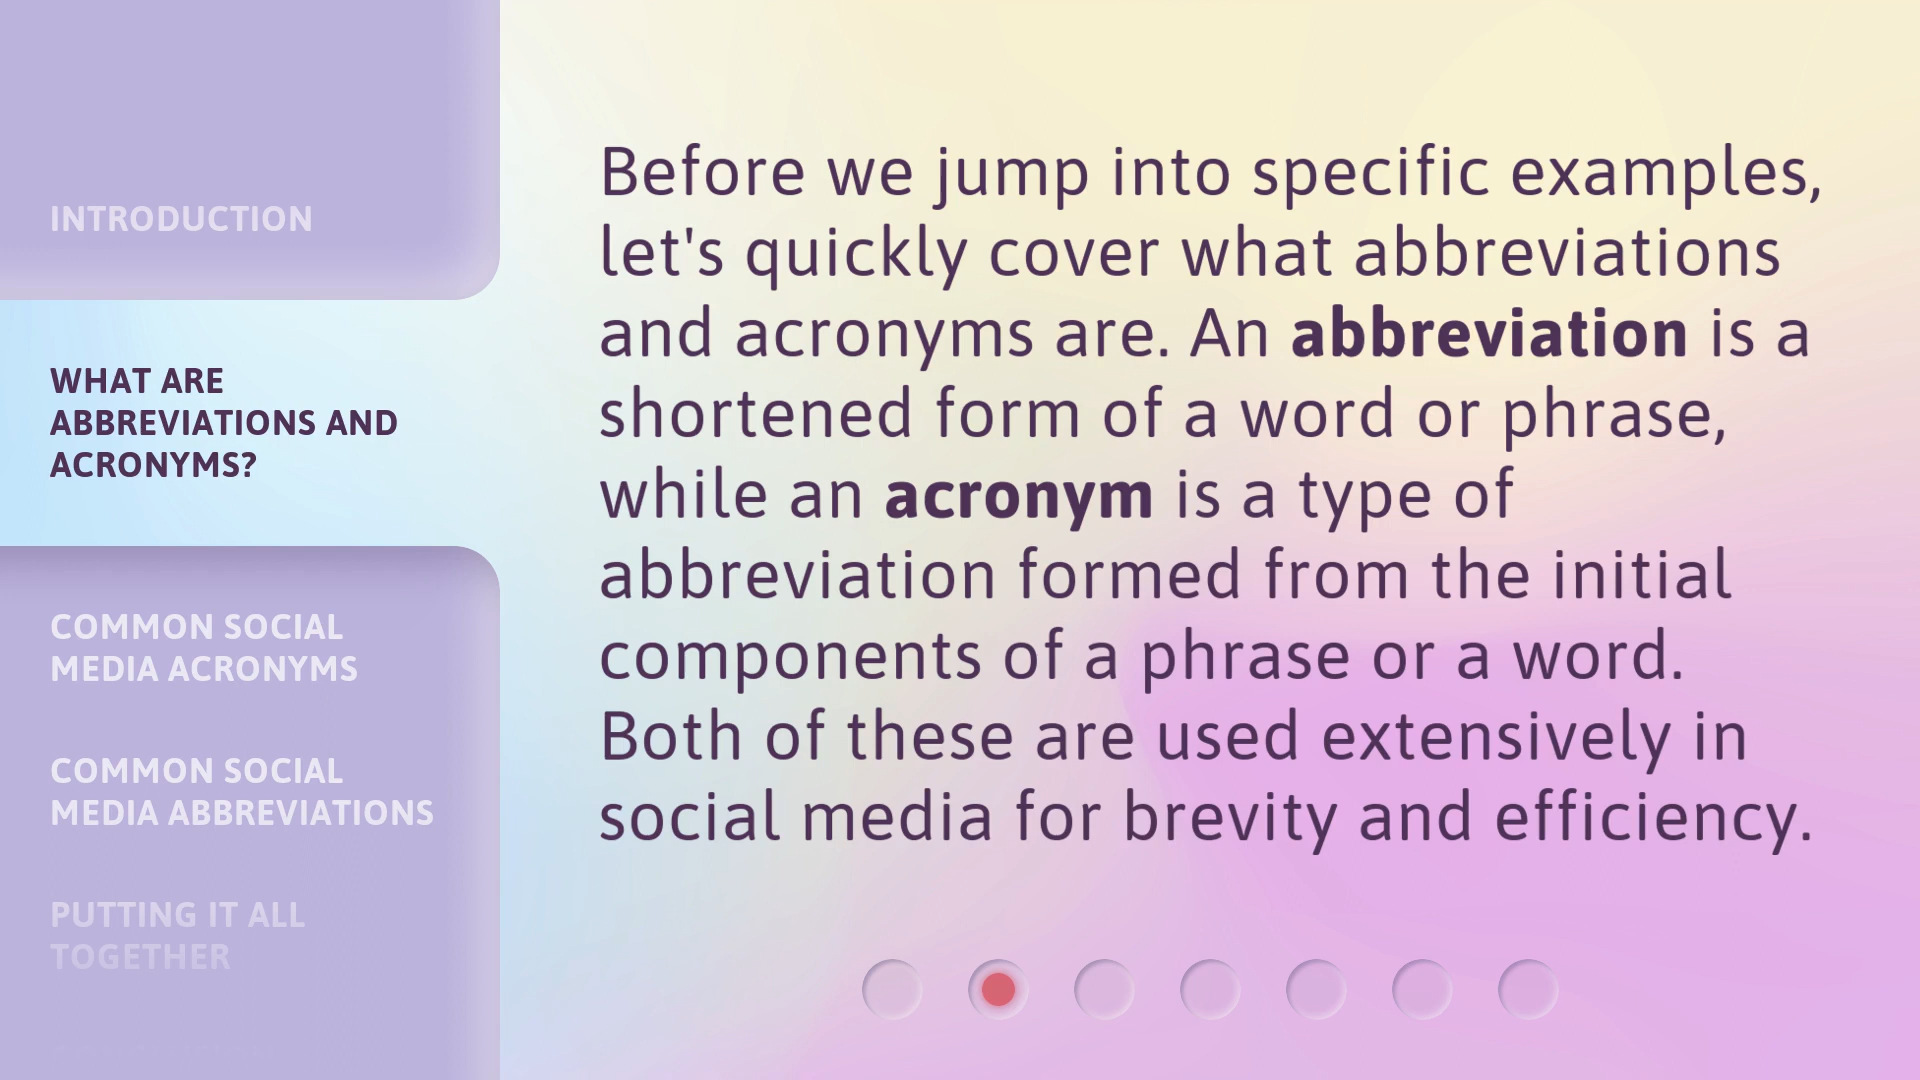 INTRODUCTION
WHAT ARE
ABBREVIATIONS AND
ACRONYMS?
COMMON SOCIAL
MEDIA ACRONYMS
COMMON SOCIAL
MEDIA ABBREVIATIONS
PUTTING IT ALL
TOGETHER
Before we jump into specific examples,
let's quickly cover what abbreviations
and acronyms are. An abbreviation is a
shortened form of a word or phrase,
while an acronym is a type of
abbreviation formed from the initial
components of a phrase or a word.
Both of these are used extensively in
social media for brevity and efficiency.